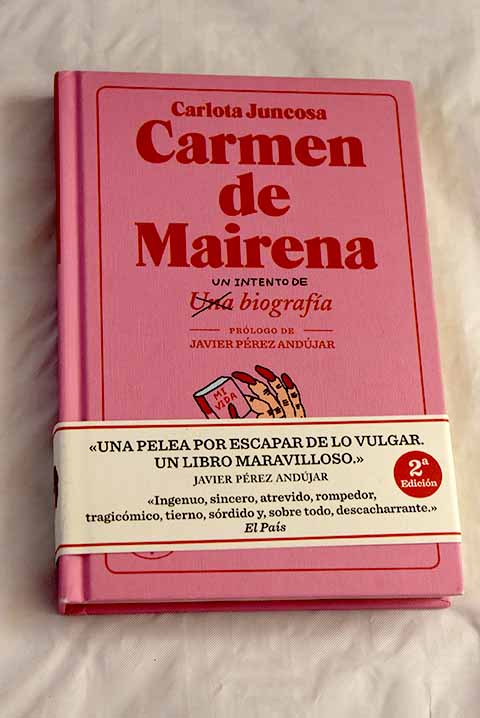 Carlota Juncosa
Carmen
de
Mairena
UN INTENTO DE
Una biografía
PRÓLOGO DE
JAVIER PÉREZ ANDÚJAR
MI
VIDA
«UNA PELEA POR ESCAPAR DE LO VULGAR.
UN LIBRO MARAVILLOSO.»
JAVIER PÉREZ ANDÚJAR
2ª
Edición
«Ingenuo, sincero, atrevido, rompedor,
tragicómico, tierno, sórdido y, sobre todo, descacharrante.»
El País